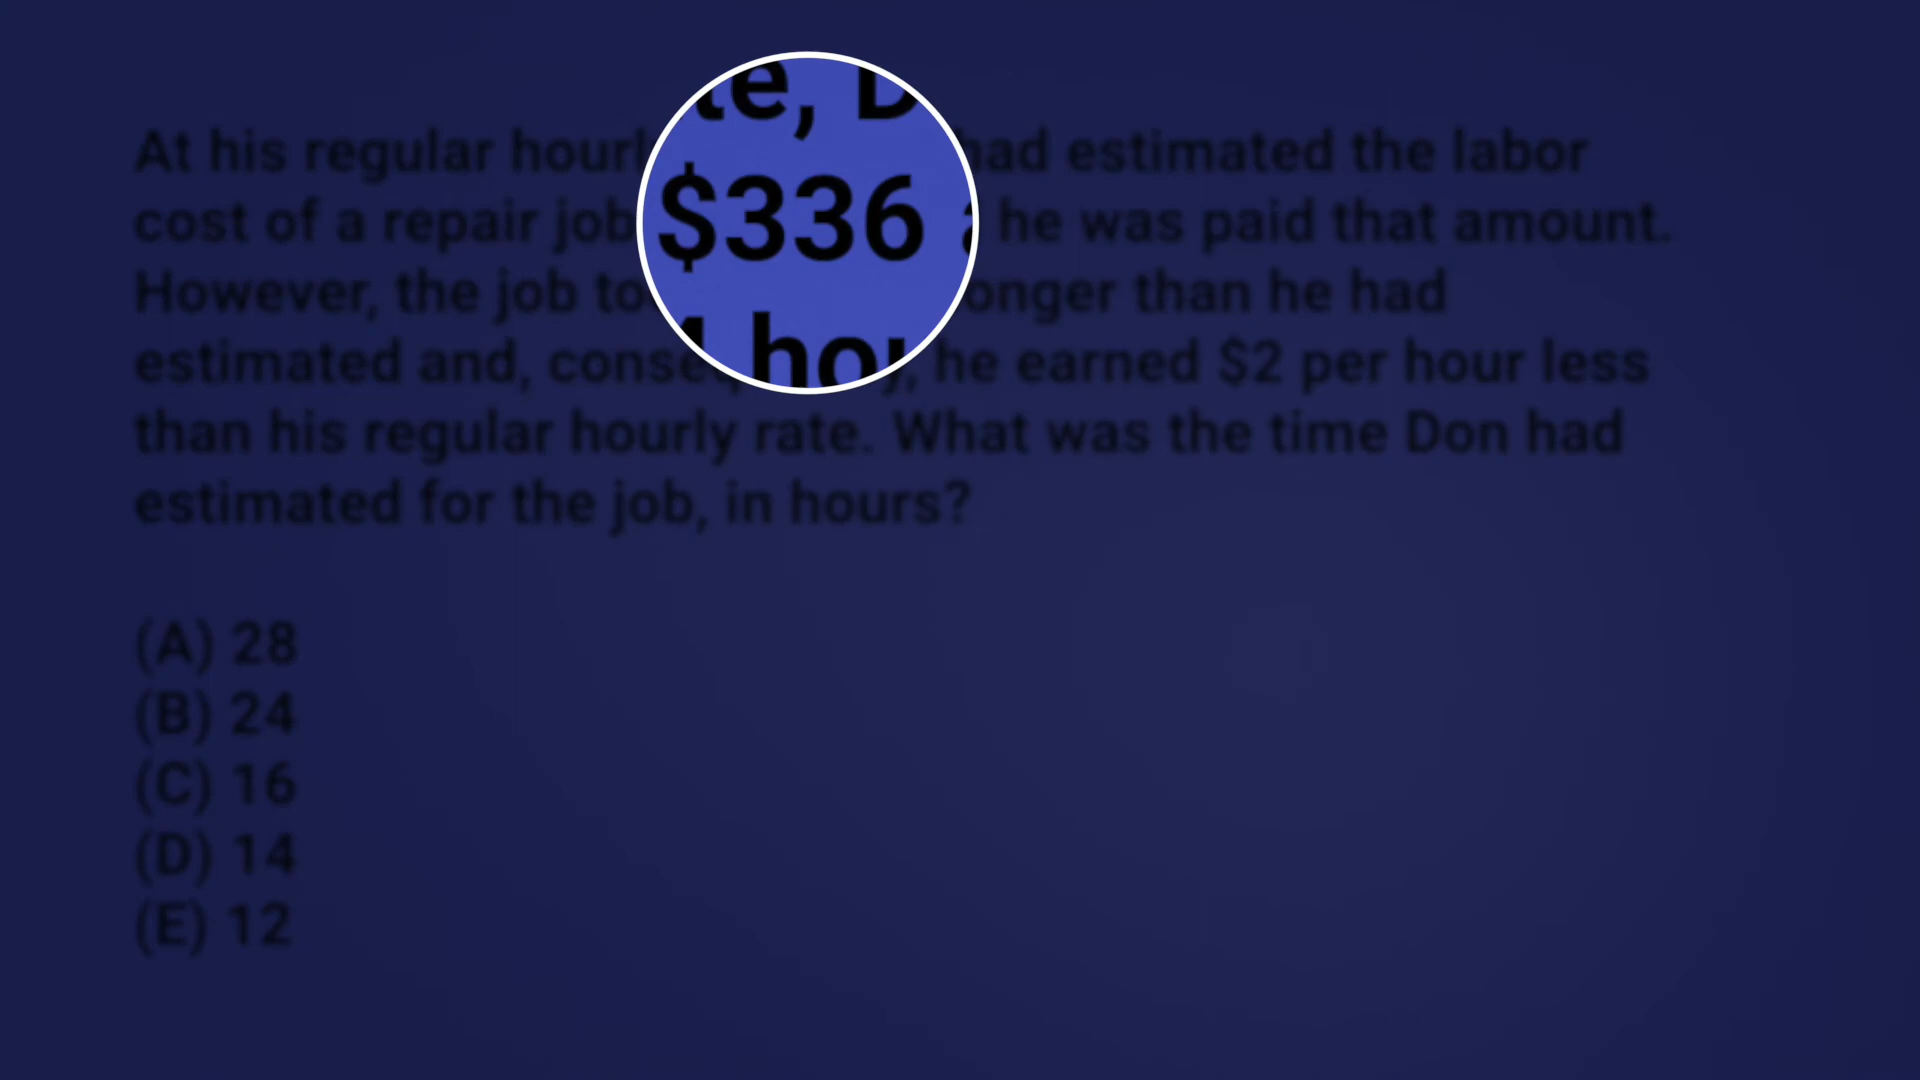 At his regular hourl te, D had estimated the labor
cost of a repair job $336 a he was paid that amount.
However, the job to 4 hou onger than he had
estimated and, conse , he earned $2 per hour less
than his regular hourly rate. What was the time Don had
estimated for the job, in hours?
(A) 28
(B) 24
(C) 16
(D) 14
(E) 12